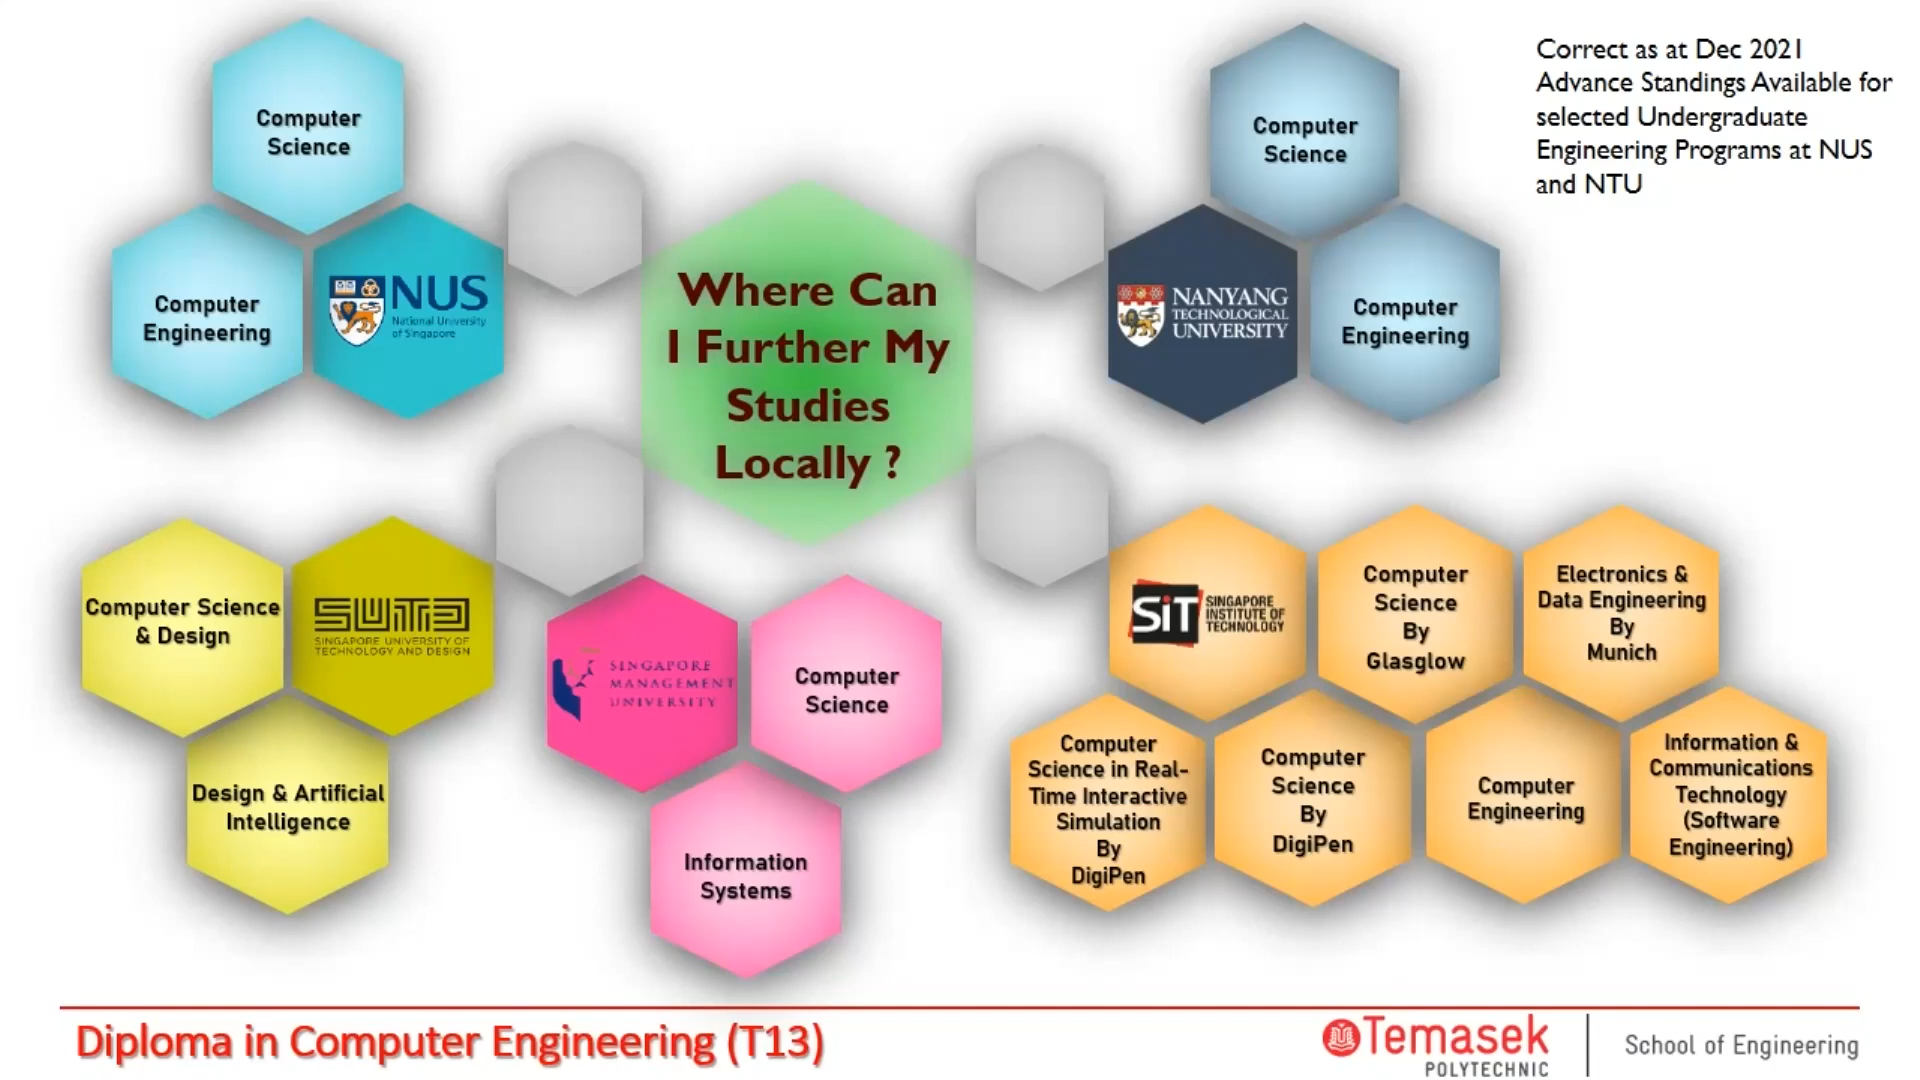 Correct as at Dec 2021
Advance Standings Available for
selected Undergraduate
Engineering Programs at NUS
and NTU
Where Can
I Further My
Studies
Locally ?
Computer
Science
Computer
Engineering
NUS
National University
of Singapore
Computer
Science
NANYANG
TECHNOLOGICAL
UNIVERSITY
Computer
Engineering
Computer Science
& Design
SUTD
SINGAPORE UNIVERSITY OF
TECHNOLOGY AND DESIGN
Design & Artificial
Intelligence
SINGAPORE
MANAGEMENT
UNIVERSITY
Computer
Science
Information
Systems
SiT
SINGAPORE
INSTITUTE OF
TECHNOLOGY
Computer
Science
By
Glasglow
Electronics &
Data Engineering
By
Munich
Computer
Science in Real-
Time Interactive
Simulation
By
DigiPen
Computer
Science
By
DigiPen
Computer
Engineering
Information &
Communications
Technology
(Software
Engineering)
Diploma in Computer Engineering (T13)
Temasek
POLYTECHNIC
School of Engineering